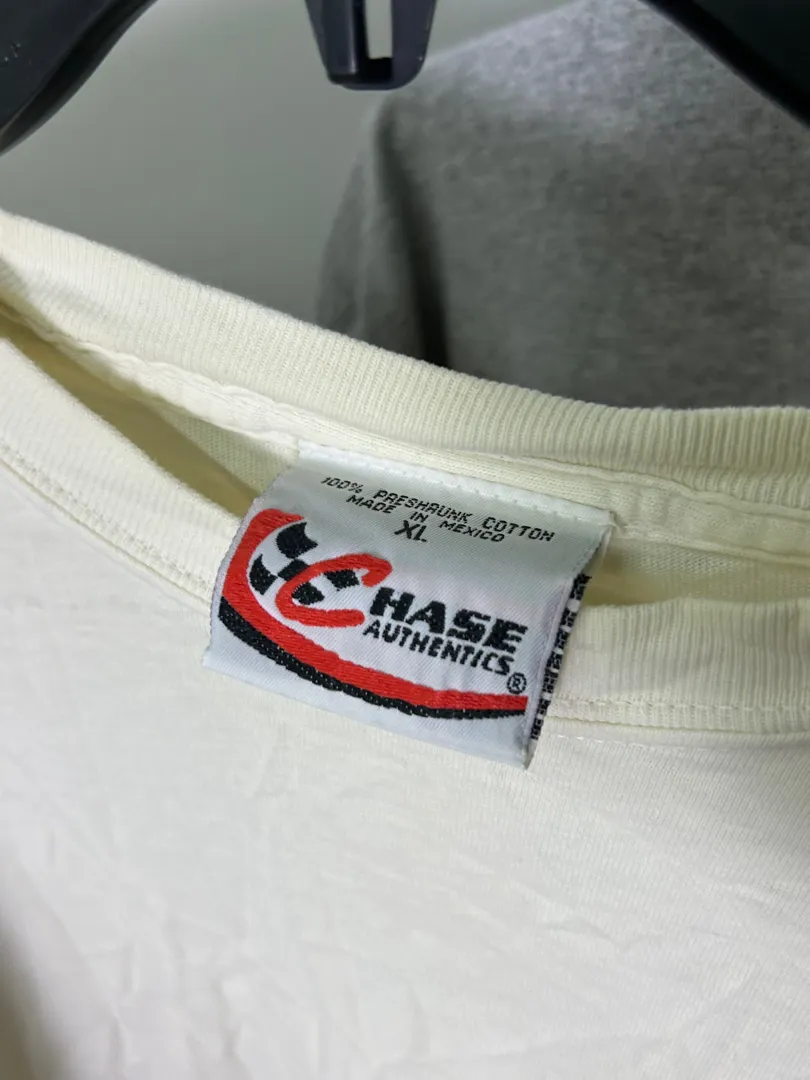 100% PRESHRUNK COTTON
MADE IN MEXICO
XL
CHASE
AUTHENTICS®